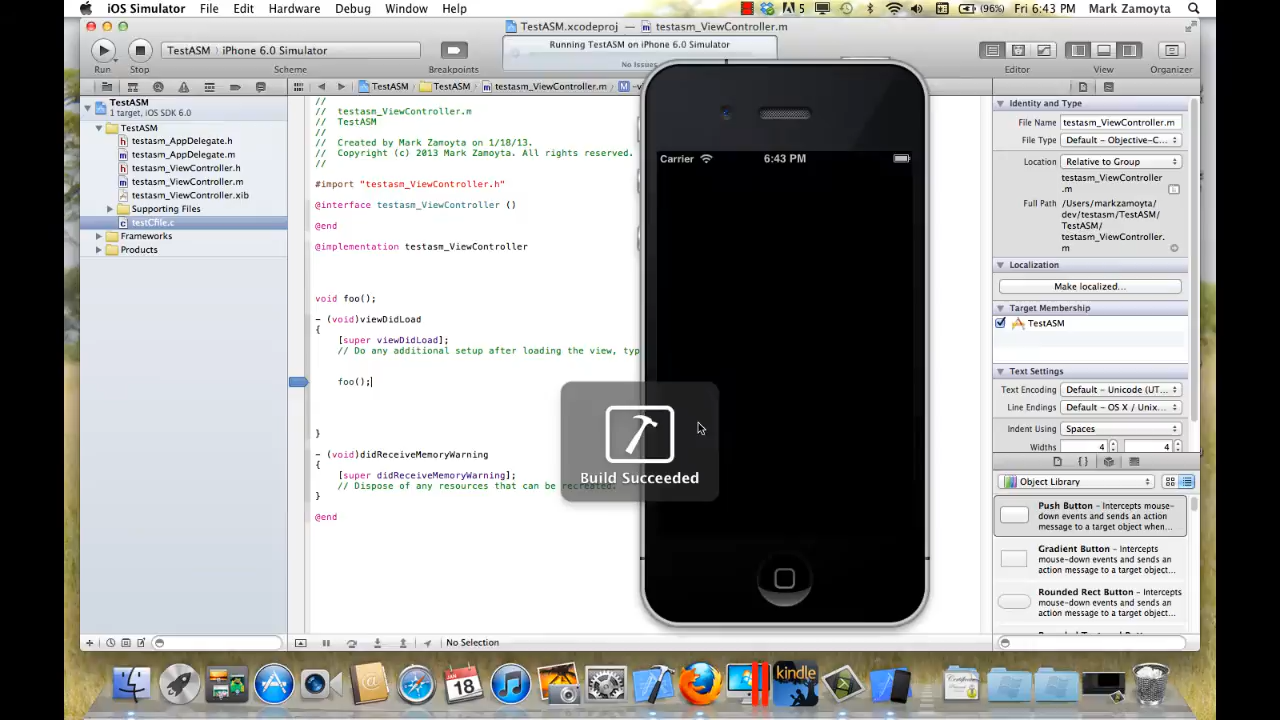 iOS Simulator File Edit Hardware Debug Window Help
5 (96%) Fri 6:43 PM Mark Zamoyta
TestASM.xcodeproj › testasm_ViewController.m
TestASM › iPhone 6.0 Simulator
Running TestASM on iPhone 6.0 Simulator
No Issues
Run Stop Scheme Breakpoints Editor View Organizer
TestASM
1 target, iOS SDK 6.0
TestASM
testasm_AppDelegate.h
testasm_AppDelegate.m
testasm_ViewController.h
testasm_ViewController.m
testasm_ViewController.xib
Supporting Files
testCfile.c
Frameworks
Products
TestASM › TestASM › testasm_ViewController.m
//
// testasm_ViewController.m
// TestASM
//
// Created by Mark Zamoyta on 1/18/13.
// Copyright (c) 2013 Mark Zamoyta. All rights reserved.
//
#import "testasm_ViewController.h"
@interface testasm_ViewController ()
@end
@implementation testasm_ViewController
void foo();
- (void)viewDidLoad
{
[super viewDidLoad];
// Do any additional setup after loading the view, typ
foo();
}
- (void)didReceiveMemoryWarning
{
[super didReceiveMemoryWarning];
// Dispose of any resources that can be recreated.
}
@end
No Selection
Carrier 6:43 PM
Build Succeeded
Identity and Type
File Name testasm_ViewController.m
File Type Default - Objective-C...
Location Relative to Group
testasm_ViewController
.m
Full Path /Users/markzamoyta/
dev/testasm/TestASM/
TestASM/
testasm_ViewController.
m
Localization
Make localized...
Target Membership
TestASM
Text Settings
Text Encoding Default - Unicode (UT...
Line Endings Default - OS X / Unix...
Indent Using Spaces
Widths 4 4
Object Library
Push Button - Intercepts mouse-
down events and sends an action
message to a target object when...
Gradient Button - Intercepts
mouse-down events and sends an
action message to a target object...
Rounded Rect Button - Intercepts
mouse-down events and sends an
action message to a target object...
JAN
18
kindle